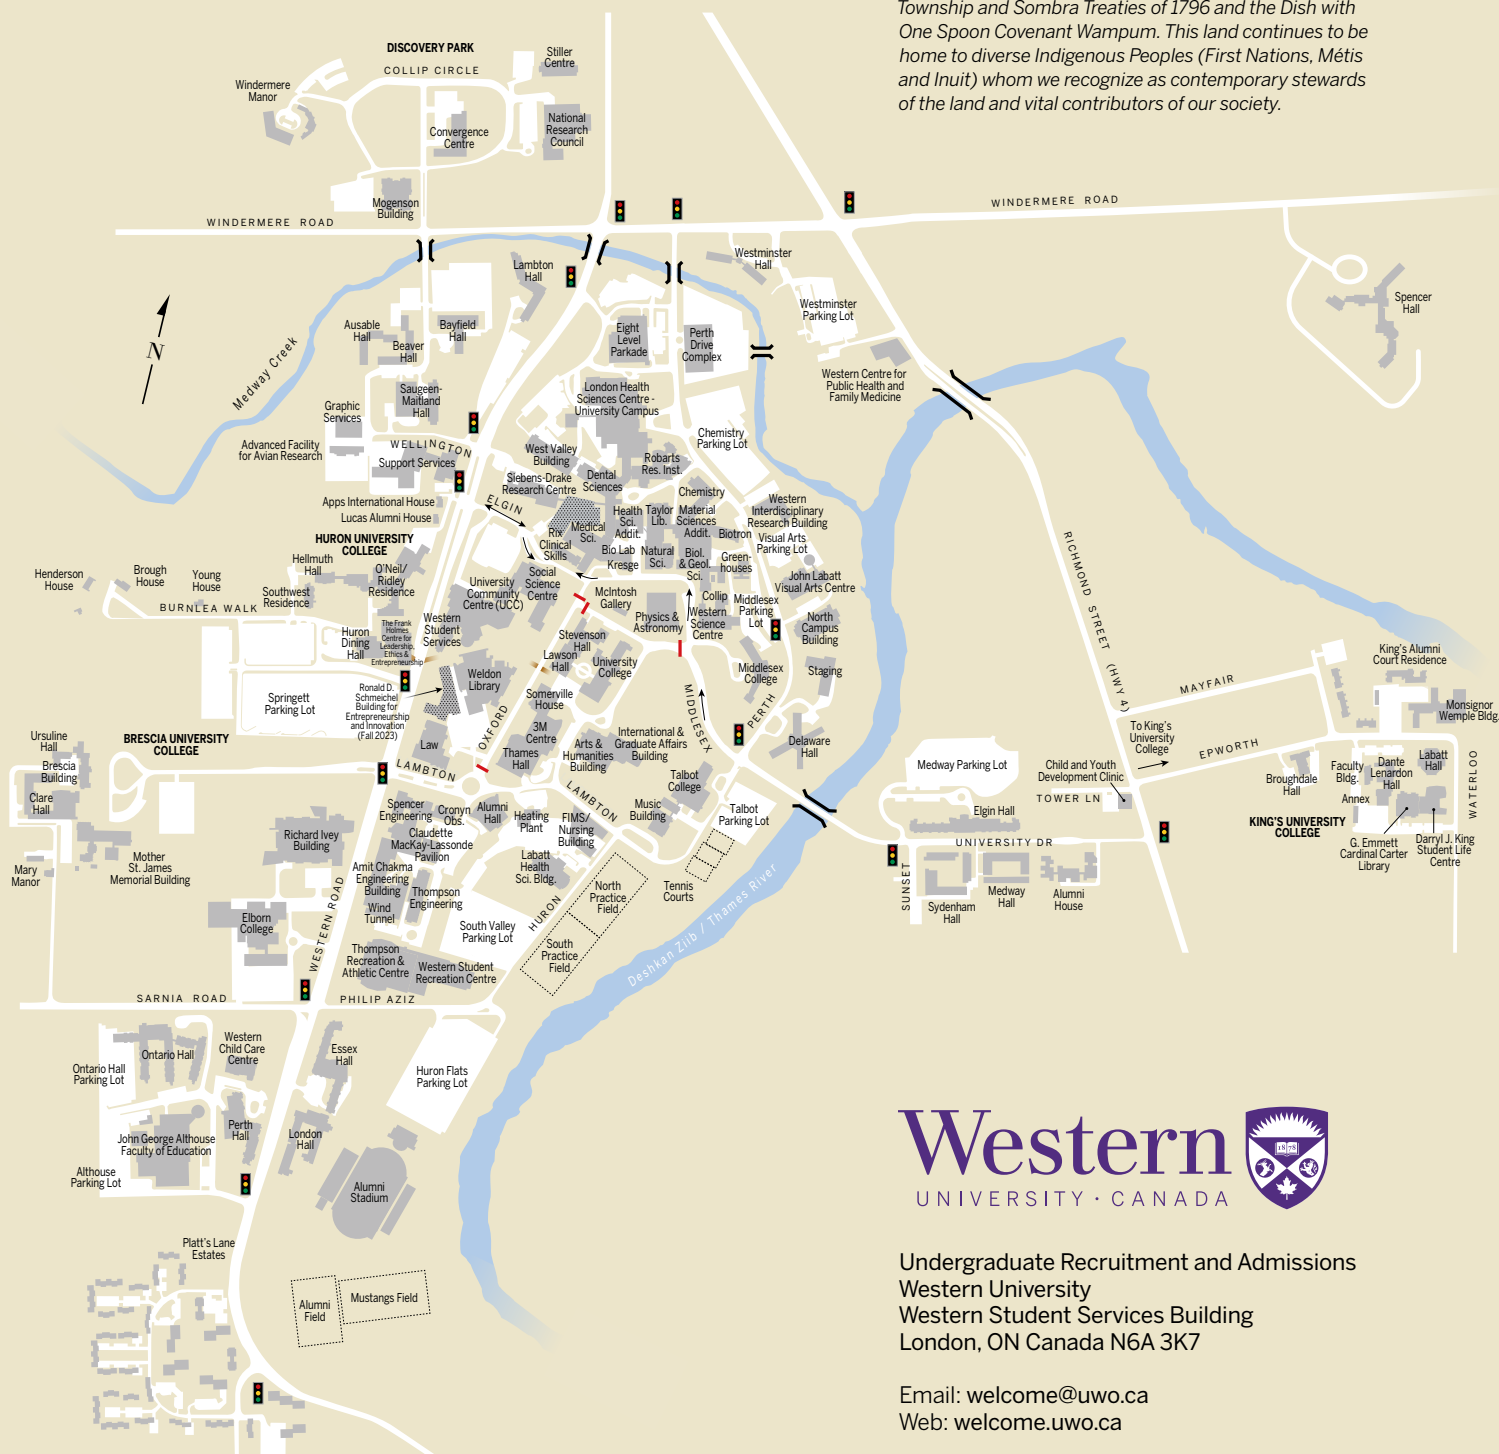 Township and Sombra Treaties of 1796 and the Dish with
One Spoon Covenant Wampum. This land continues to be
home to diverse Indigenous Peoples (First Nations, Métis
and Inuit) whom we recognize as contemporary stewards
of the land and vital contributors of our society.
DISCOVERY PARK
COLLIP CIRCLE
Stiller
Centre
Windermere
Manor
Convergence
Centre
National
Research
Council
Mogenson
Building
WINDERMERE ROAD
WINDERMERE ROAD
Lambton
Hall
Westminster
Hall
Westminster
Parking Lot
Spencer
Hall
N
Medway Creek
Ausable
Hall
Beaver
Hall
Bayfield
Hall
Eight
Level
Parkade
Perth
Drive
Complex
Western Centre for
Public Health and
Family Medicine
Saugeen-
Maitland
Hall
London Health
Sciences Centre -
University Campus
Graphic
Services
Chemistry
Parking Lot
Advanced Facility
for Avian Research
WELLINGTON
Support Services
West Valley
Building
Robarts
Res. Inst.
Siebens-Drake
Research Centre
Dental
Sciences
Apps International House
Lucas Alumni House
ELGIN
Chemistry
Western
Interdisciplinary
Research Building
Health
Sci.
Addit.
Taylor
Lib.
Material
Sciences
Addit.
Medical
Sci.
Rix
Clinical
Skills
Biotron
Visual Arts
Parking Lot
HURON UNIVERSITY
COLLEGE
Bio Lab
Kresge
Natural
Sci.
Biol.
& Geol.
Sci.
Green-
houses
RICHMOND STREET (HWY 4)
Hellmuth
Hall
O'Neil/
Ridley
Residence
Henderson
House
Brough
House
Young
House
Southwest
Residence
BURNLEA WALK
University
Community
Centre (UCC)
Social
Science
Centre
McIntosh
Gallery
Collip
John Labatt
Visual Arts Centre
Middlesex
Parking
Lot
Physics &
Astronomy
Western
Science
Centre
North
Campus
Building
Western
Student
Services
Huron
Dining
Hall
The Frank
Holmes
Centre for
Leadership,
Ethics &
Entrepreneurship
Stevenson
Hall
Lawson
Hall
University
College
Middlesex
College
Staging
King's Alumni
Court Residence
Weldon
Library
Springett
Parking Lot
Ronald D.
Schmeichel
Building for
Entrepreneurship
and Innovation
(Fall 2023)
Somerville
House
MIDDLESEX
PERTH
MAYFAIR
Monsignor
Wemple Bldg.
To King's
University
College
EPWORTH
BRESCIA UNIVERSITY
COLLEGE
Ursuline
Hall
Brescia
Building
Clare
Hall
Law
OXFORD
3M
Centre
Thames
Hall
Arts &
Humanities
Building
International &
Graduate Affairs
Building
Delaware
Hall
Medway Parking Lot
Child and Youth
Development Clinic
TOWER LN
Broughdale
Hall
Faculty
Bldg.
Dante
Lenardon
Hall
Labatt
Hall
Annex
WATERLOO
LAMBTON
LAMBTON
Talbot
College
Talbot
Parking Lot
Music
Building
Spencer
Engineering
Cronyn
Obs.
Alumni
Hall
Heating
Plant
FIMS/
Nursing
Building
Elgin Hall
KING'S UNIVERSITY
COLLEGE
G. Emmett
Cardinal Carter
Library
Darryl J. King
Student Life
Centre
UNIVERSITY DR
Richard Ivey
Building
Claudette
MacKay-Lassonde
Pavilion
Mother
St. James
Memorial Building
Mary
Manor
Amit Chakma
Engineering
Building
Labatt
Health
Sci. Bldg.
Thompson
Engineering
Wind
Tunnel
Tennis
Courts
North
Practice
Field
HURON
SUNSET
Sydenham
Hall
Medway
Hall
Alumni
House
Elborn
College
WESTERN ROAD
South Valley
Parking Lot
South
Practice
Field
Deshkan Ziib / Thames River
Thompson
Recreation &
Athletic Centre
Western Student
Recreation Centre
SARNIA ROAD
PHILIP AZIZ
Ontario Hall
Western
Child Care
Centre
Essex
Hall
Ontario Hall
Parking Lot
Huron Flats
Parking Lot
John George Althouse
Faculty of Education
Perth
Hall
London
Hall
Althouse
Parking Lot
Alumni
Stadium
Platt's Lane
Estates
Alumni
Field
Mustangs Field
Western
1878
UNIVERSITY · CANADA
Undergraduate Recruitment and Admissions
Western University
Western Student Services Building
London, ON Canada N6A 3K7
Email: welcome@uwo.ca
Web: welcome.uwo.ca